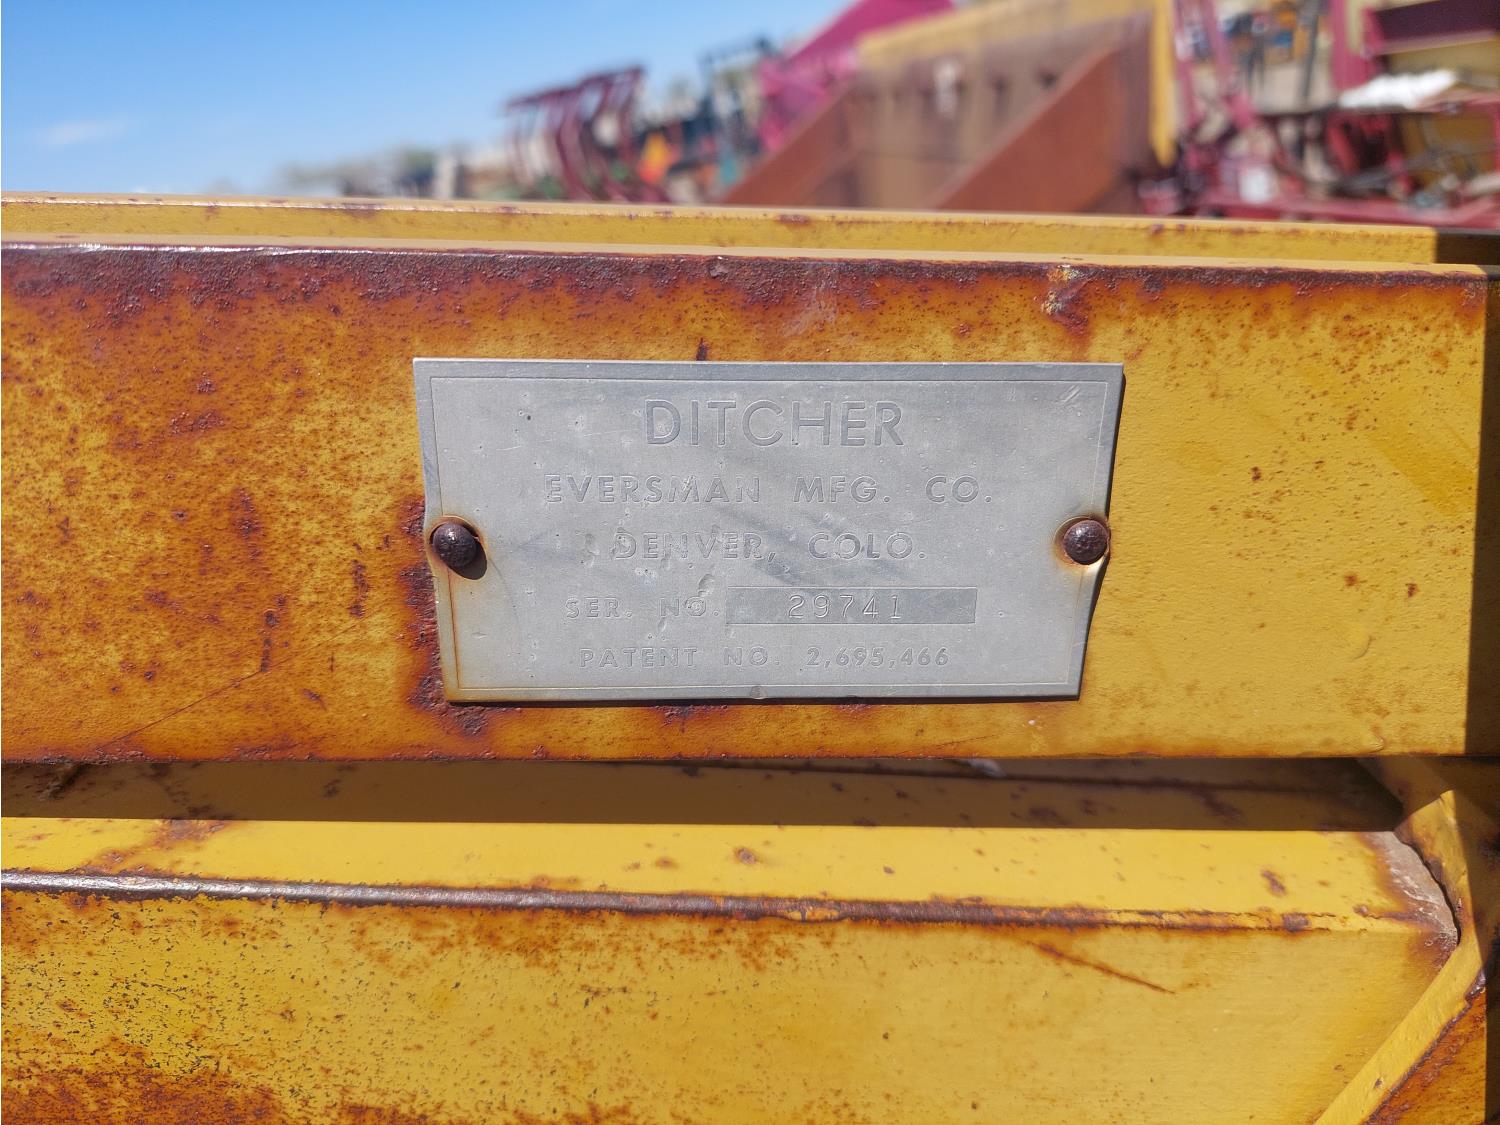 DITCHER
EVERSMAN MFG. CO.
DENVER, COLO.
SER. NO. 29741
PATENT NO. 2,695,466